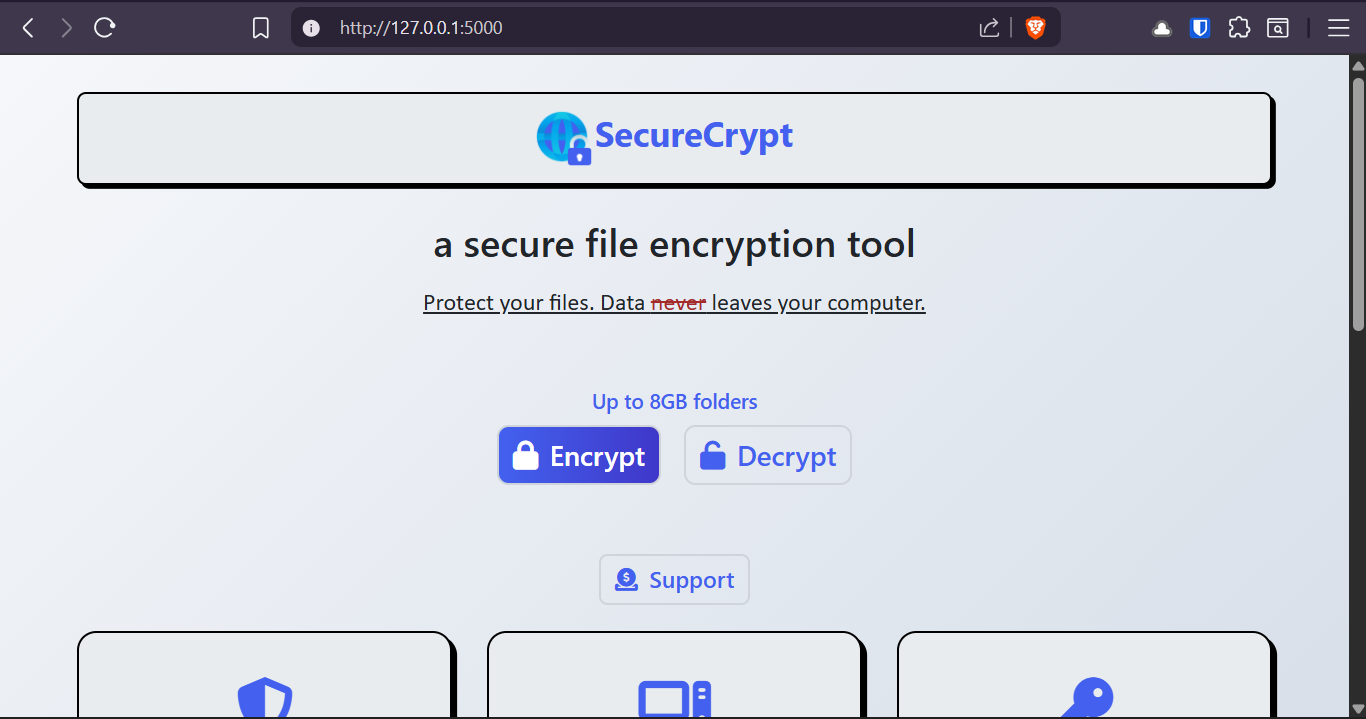 http://127.0.0.1:5000
SecureCrypt
a secure file encryption tool
Protect your files. Data never leaves your computer.
Up to 8GB folders
Encrypt
Decrypt
$ Support